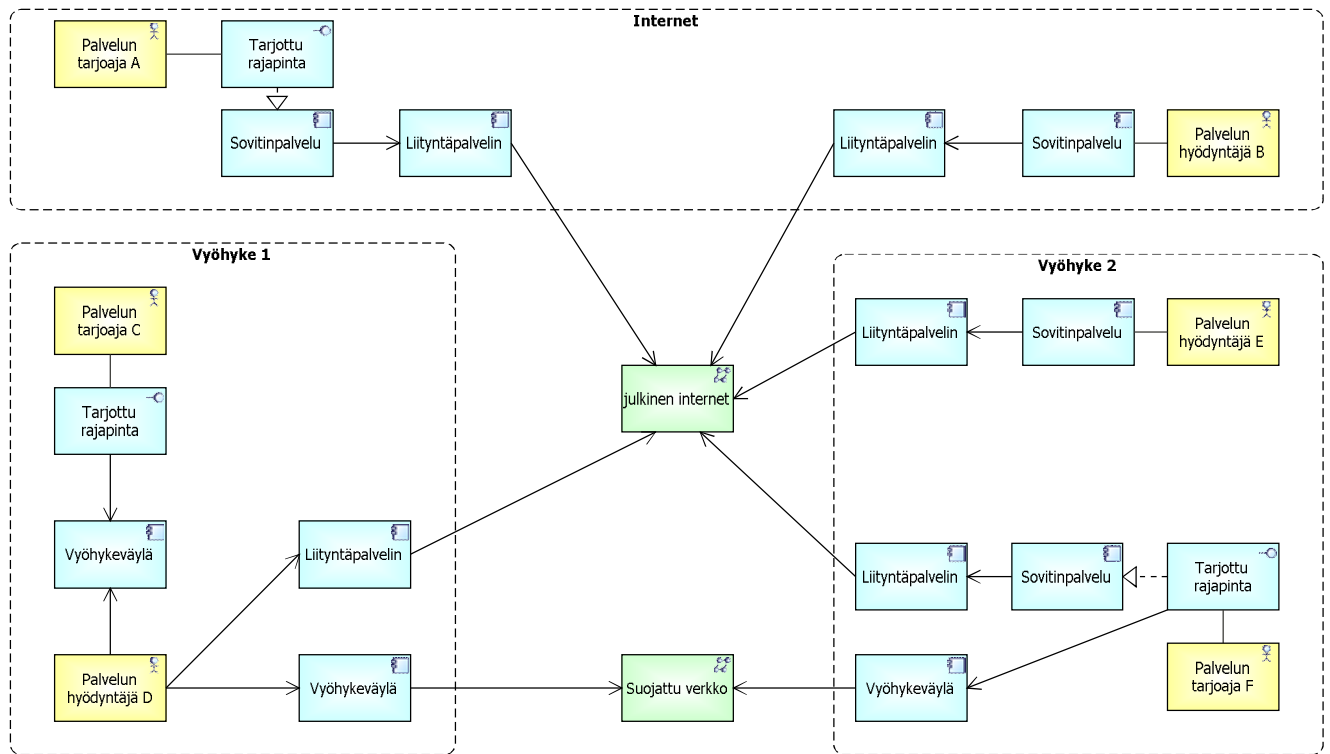 Internet
Palvelun
tarjoaja A
Tarjottu
rajapinta
Sovitinpalvelu
Liityntäpalvelin
Liityntäpalvelin
Sovitinpalvelu
Palvelun
hyödyntäjä B
Vyöhyke 1
Palvelun
tarjoaja C
Tarjottu
rajapinta
Vyöhykeväylä
Liityntäpalvelin
Palvelun
hyödyntäjä D
Vyöhykeväylä
julkinen internet
Suojattu verkko
Vyöhyke 2
Liityntäpalvelin
Sovitinpalvelu
Palvelun
hyödyntäjä E
Liityntäpalvelin
Sovitinpalvelu
Tarjottu
rajapinta
Vyöhykeväylä
Palvelun
tarjoaja F